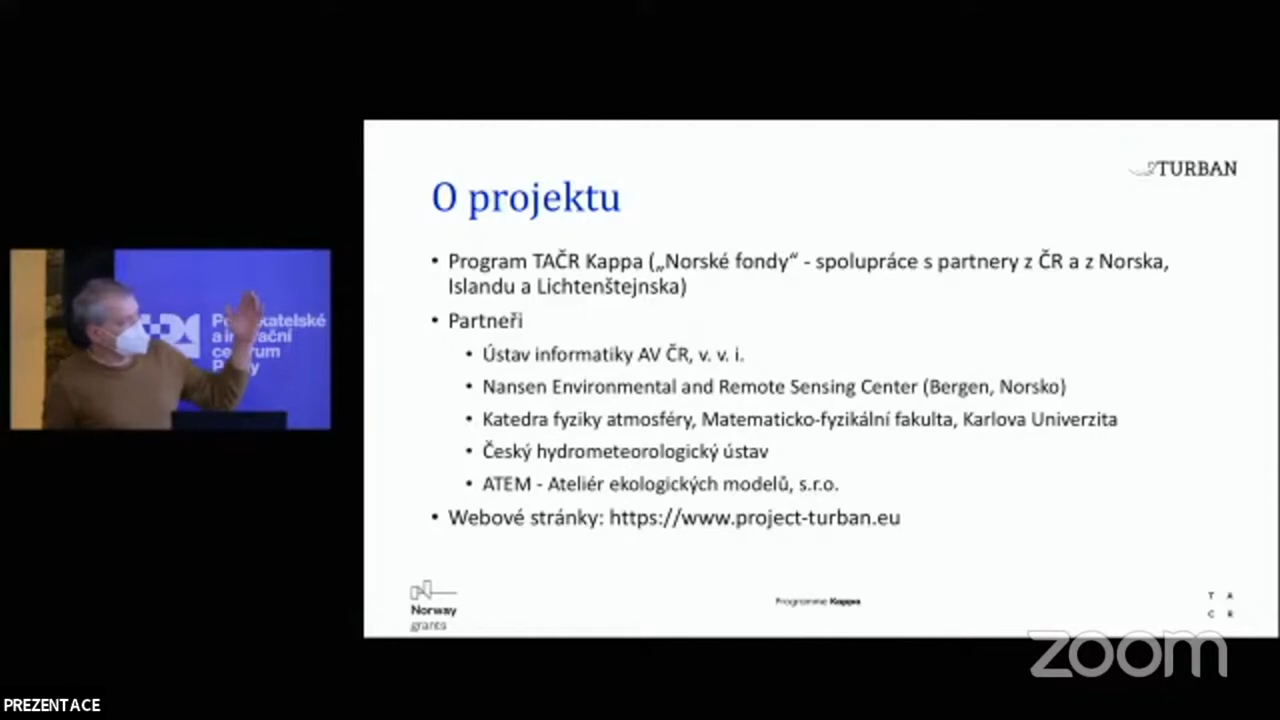 TURBAN
O projektu
• Program TAČR Kappa („Norské fondy“ - spolupráce s partnery z ČR a z Norska,
Islandu a Lichtenštejnska)
• Partneři
• Ústav informatiky AV ČR, v. v. i.
• Nansen Environmental and Remote Sensing Center (Bergen, Norsko)
• Katedra fyziky atmosféry, Matematicko-fyzikální fakulta, Karlova Univerzita
• Český hydrometeorologický ústav
• ATEM - Ateliér ekologických modelů, s.r.o.
• Webové stránky: https://www.project-turban.eu
Norway
grants
Programme Kappa
T A
C R
zoom
PREZENTACE